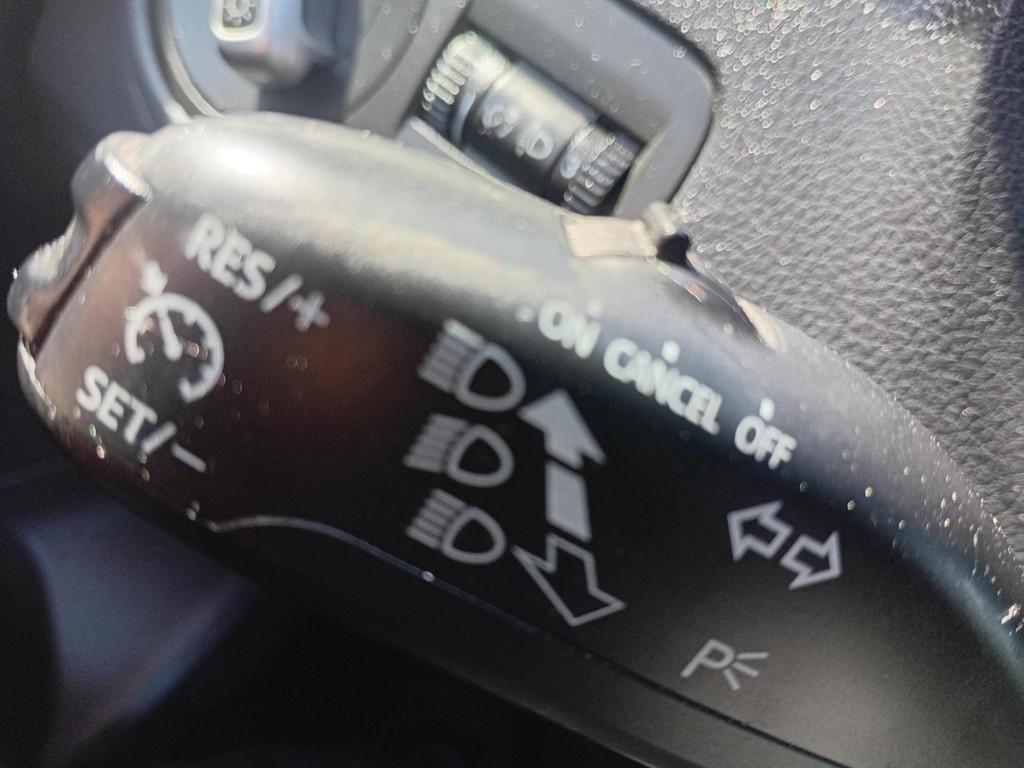 RES/+
SET/-
ON CANCEL OFF
P